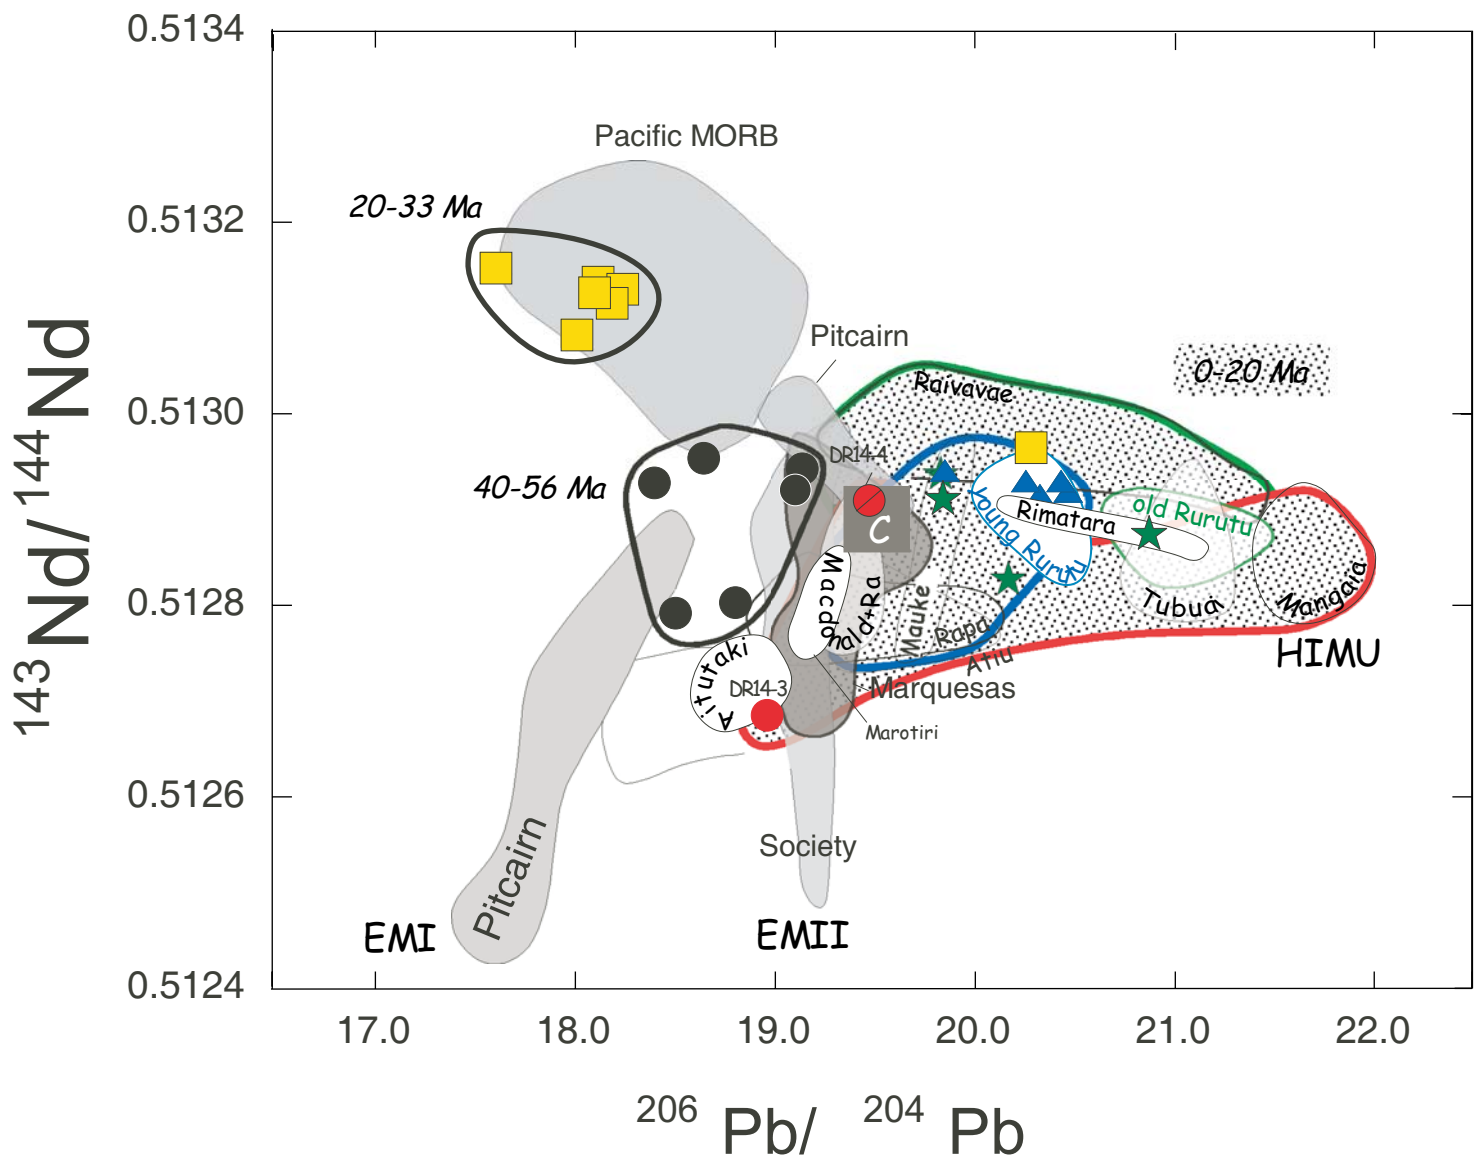 0.5134
0.5132
0.5130
0.5128
0.5126
0.5124
143Nd/144Nd
Pacific MORB
20-33 Ma
Pitcairn
0-20 Ma
Raivavae
DR14-4
40-56 Ma
C
young Rurutu
Rimatara
old Rurutu
Macdonald+Ra
Mauke
Rapa
Atiu
Tubuai
Mangaia
HIMU
Aitutaki
DR14-3
Marquesas
Marotiri
Society
Pitcairn
EMI
EMII
17.0 18.0 19.0 20.0 21.0 22.0
206Pb/ 204Pb